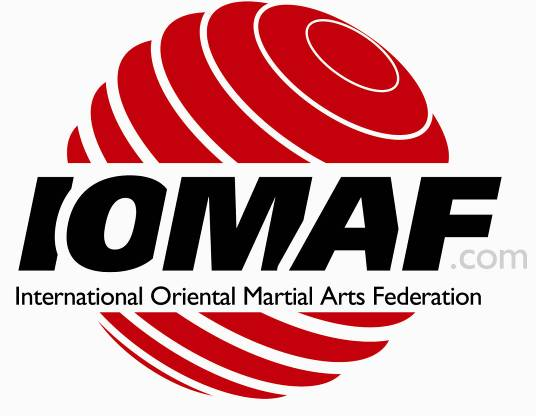 IOMAF
.com
International Oriental Martial Arts Federation